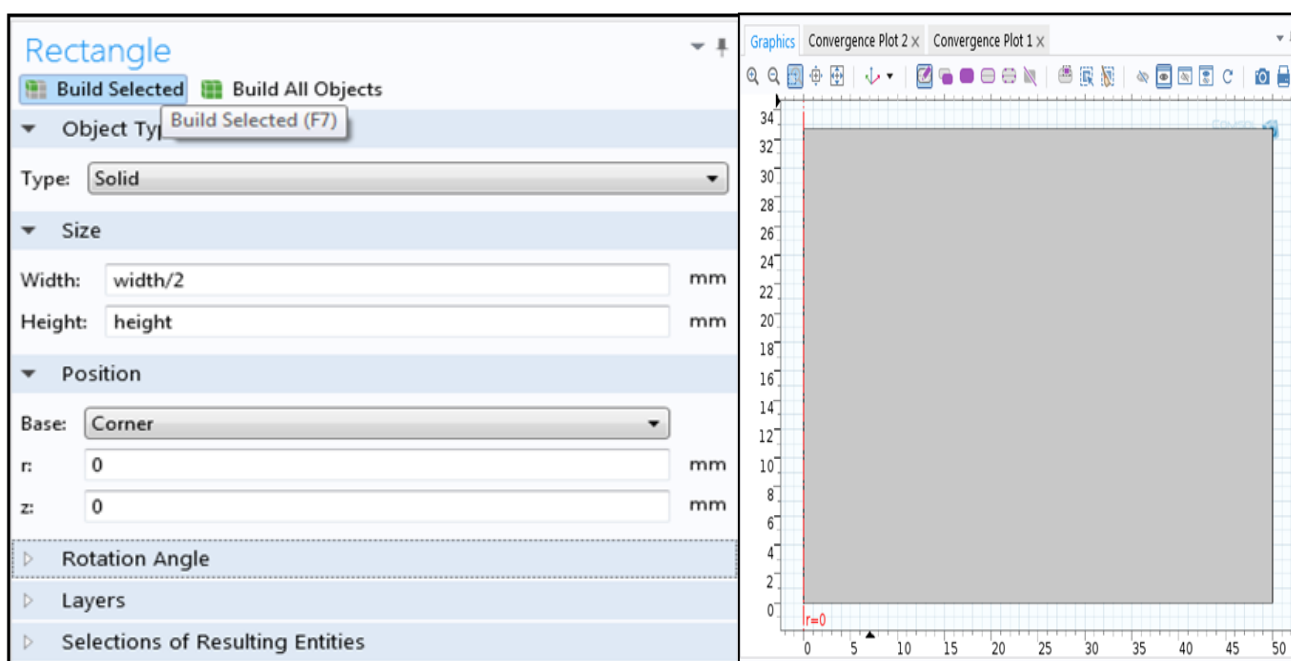 Rectangle
Build Selected Build All Objects
Build Selected (F7)
Object Typ
Type: Solid
Size
Width: width/2 mm
Height: height mm
Position
Base: Corner
r: 0 mm
z: 0 mm
Rotation Angle
Layers
Selections of Resulting Entities
Graphics Convergence Plot 2 x Convergence Plot 1 x
34
32
30
28
26
24
22
20
18
16
14
12
10
8
6
4
2
0
r=0
0 5 10 15 20 25 30 35 40 45 50